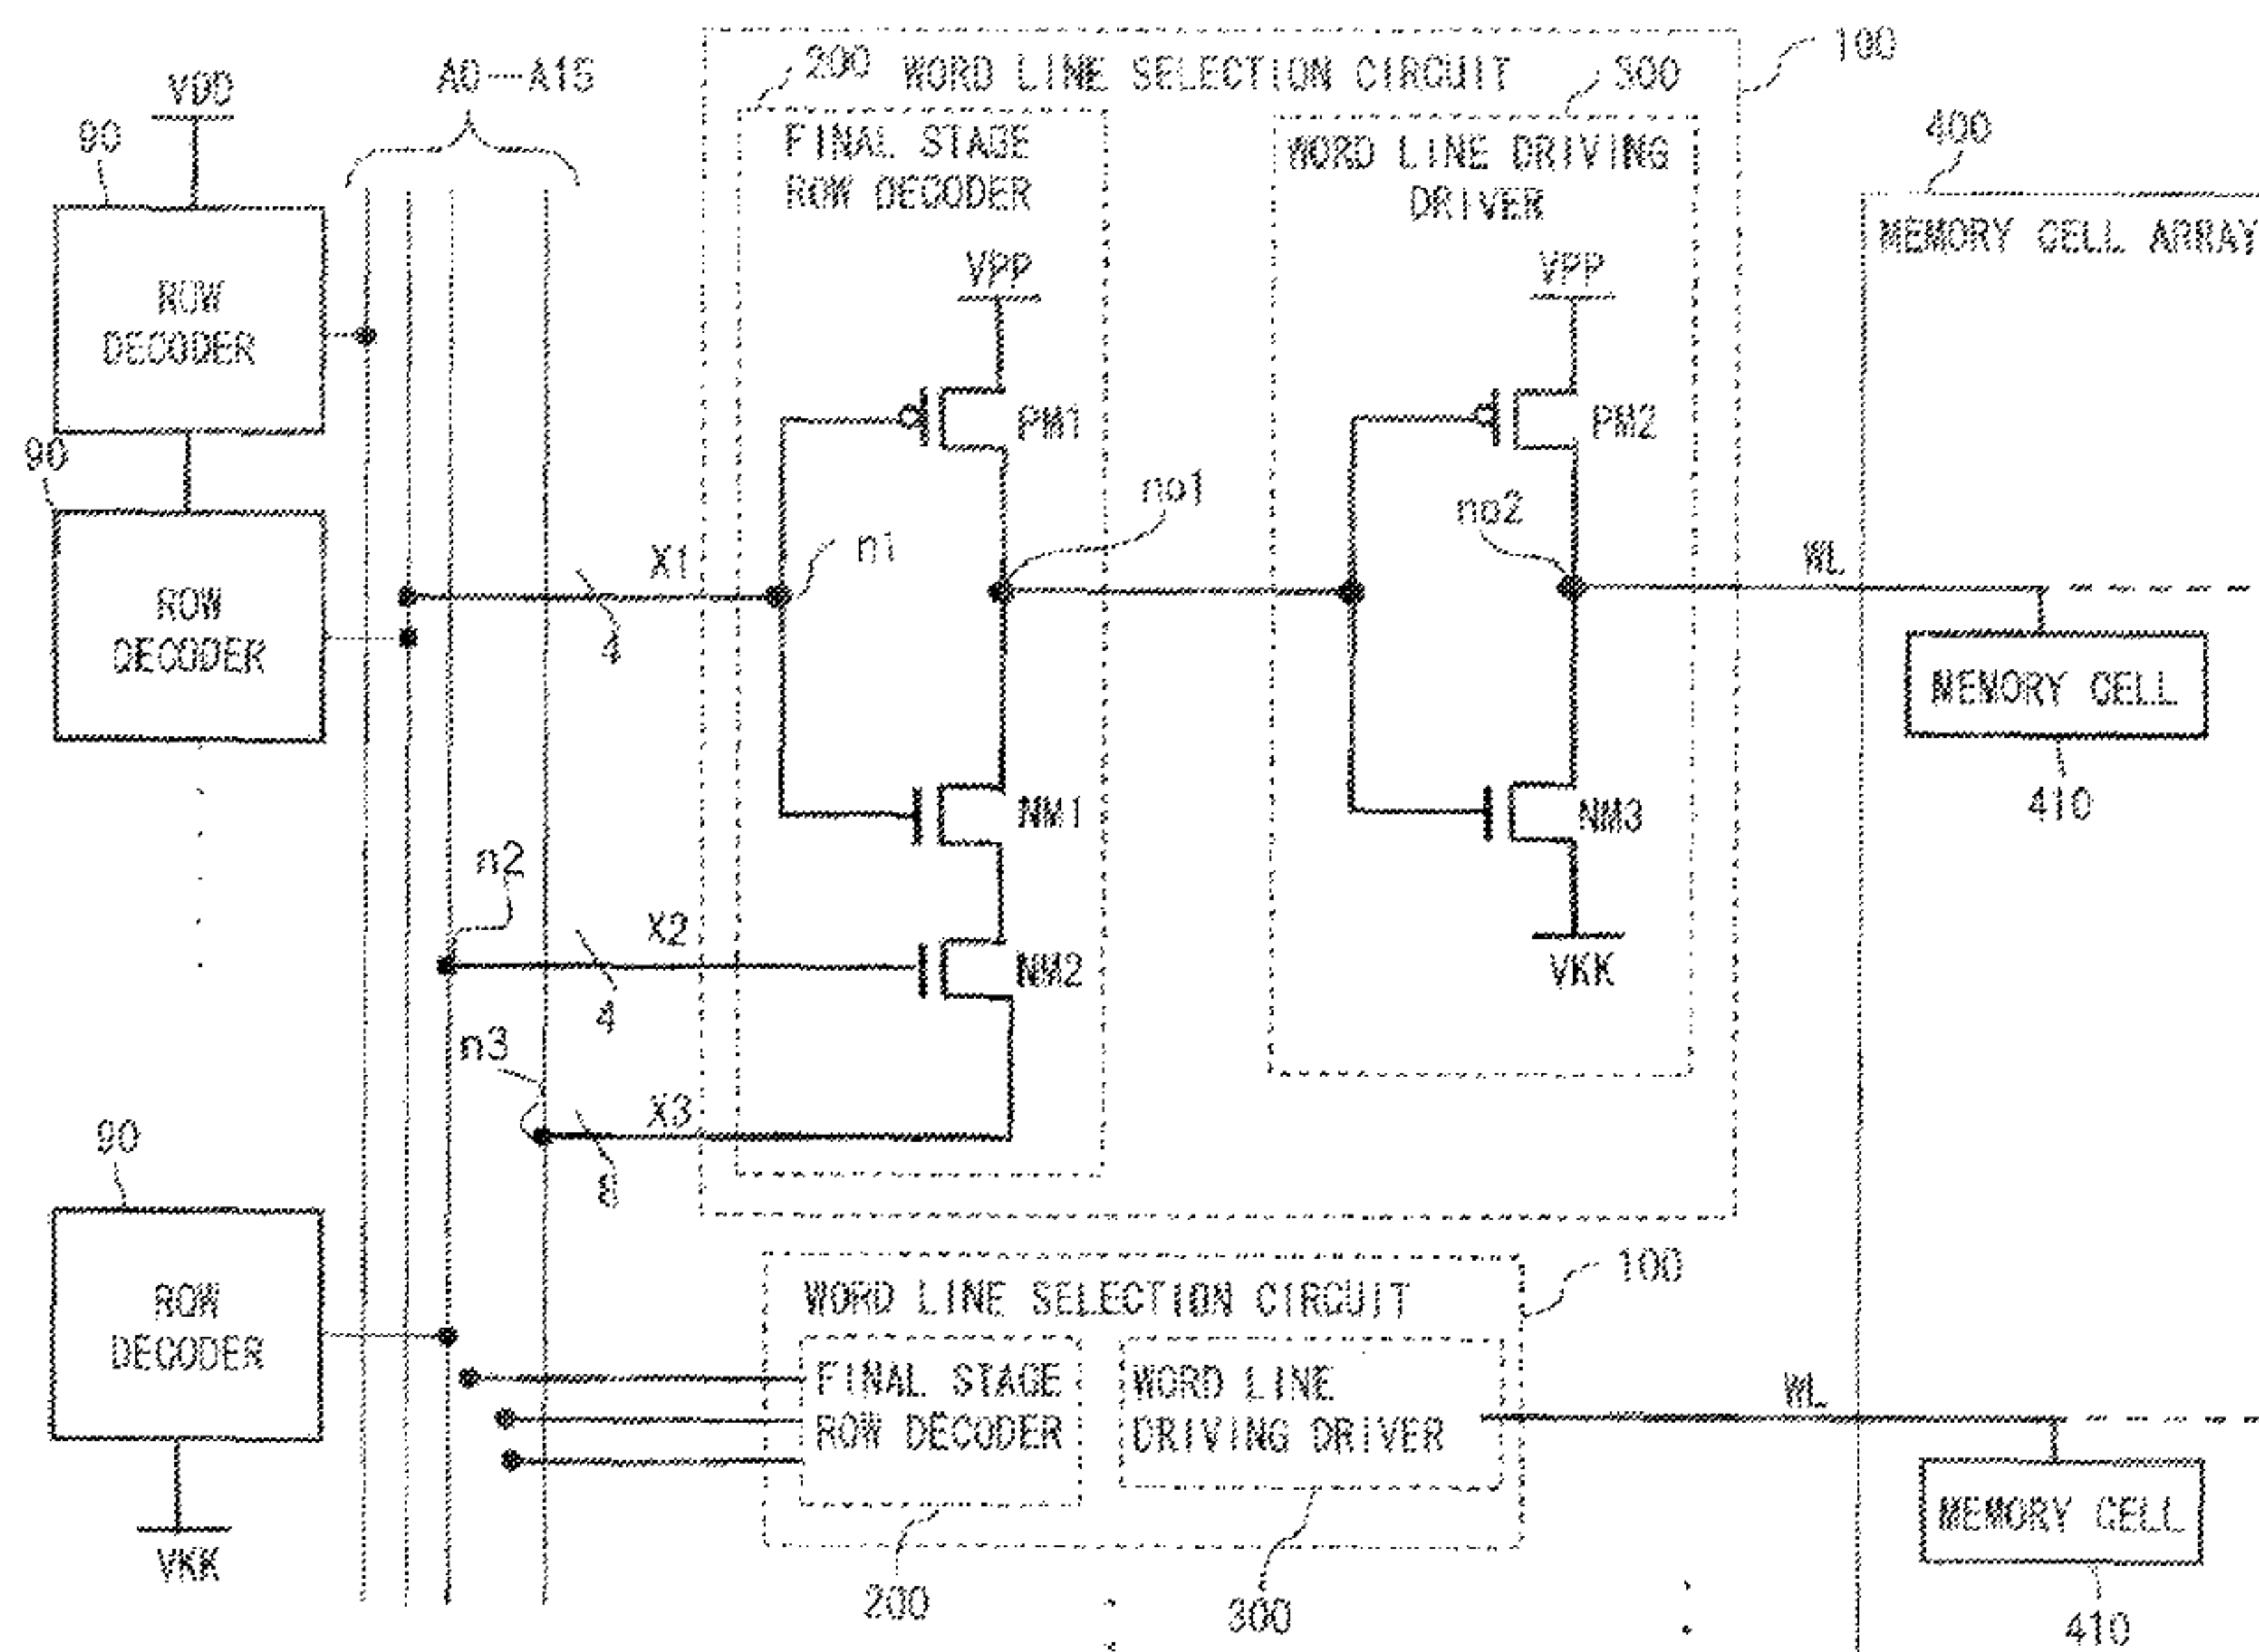 VDD
90
A0---A15
ROW
DECODER
90
ROW
DECODER
WORD LINE SELECTION CIRCUIT
100
200
FINAL STAGE
ROW DECODER
300
WORD LINE DRIVING
DRIVER
400
MEMORY CELL ARRAY
VPP
VPP
PM1
PM2
no1
no2
X1
n1
4
WL
MEMORY CELL
410
NM1
NM3
n2
X2
4
NM2
VKK
n3
X3
8
90
ROW
DECODER
VKK
WORD LINE SELECTION CIRCUIT
100
FINAL STAGE
ROW DECODER
WORD LINE
DRIVING DRIVER
WL
200
300
MEMORY CELL
410